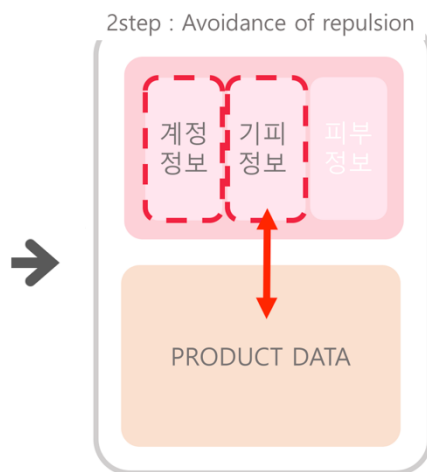 2step : Avoidance of repulsion
계정
정보
기피
정보
피부
정보
PRODUCT DATA